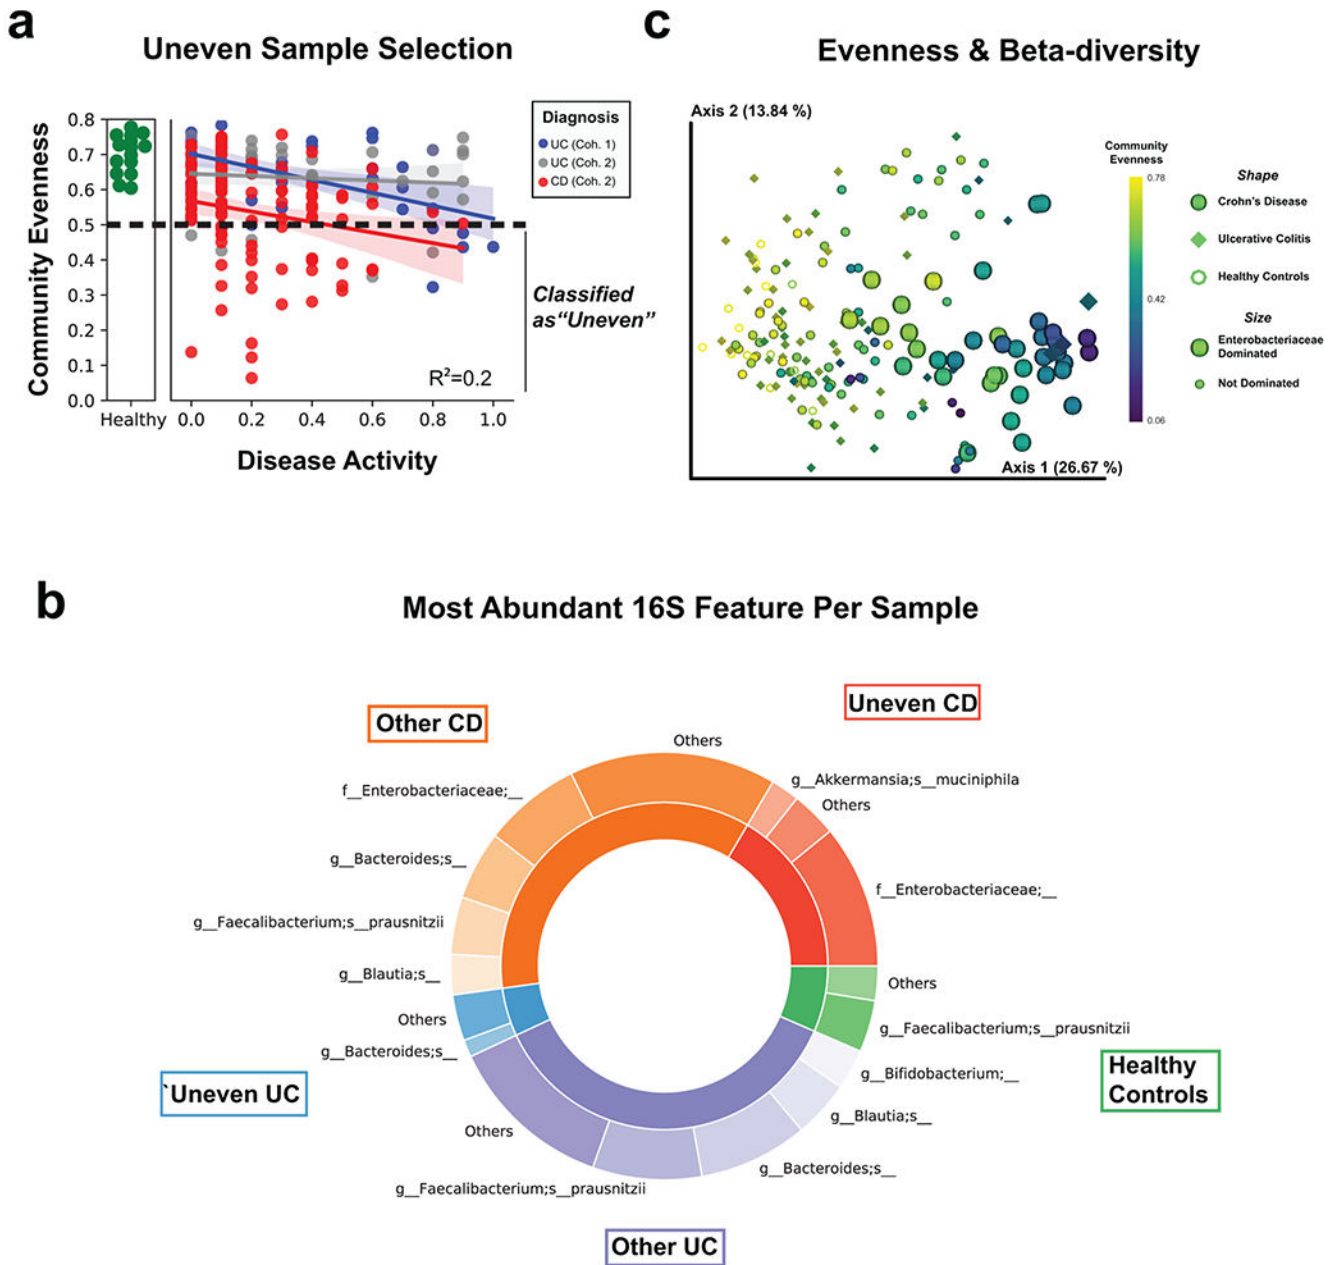 a
Uneven Sample Selection
Community Evenness
0.8
0.7
0.6
0.5
0.4
0.3
0.2
0.1
0.0
Healthy
0.0 0.2 0.4 0.6 0.8 1.0
Disease Activity
R²=0.2
Diagnosis
UC (Coh. 1)
UC (Coh. 2)
CD (Coh. 2)
Classified
as“Uneven”
c
Evenness & Beta-diversity
Axis 2 (13.84 %)
Axis 1 (26.67 %)
Community
Evenness
0.78
0.42
0.06
Shape
Crohn's Disease
Ulcerative Colitis
Healthy Controls
Size
Enterobacteriaceae
Dominated
Not Dominated
b
Most Abundant 16S Feature Per Sample
Other CD
Others
f__Enterobacteriaceae;__
g__Bacteroides;s__
g__Faecalibacterium;s__prausnitzii
g__Blautia;s__
Uneven CD
g__Akkermansia;s__muciniphila
Others
f__Enterobacteriaceae;__
Others
g__Faecalibacterium;s__prausnitzii
Healthy
Controls
`Uneven UC
Others
g__Bacteroides;s__
g__Bifidobacterium;__
g__Blautia;s__
g__Bacteroides;s__
g__Faecalibacterium;s__prausnitzii
Others
Other UC